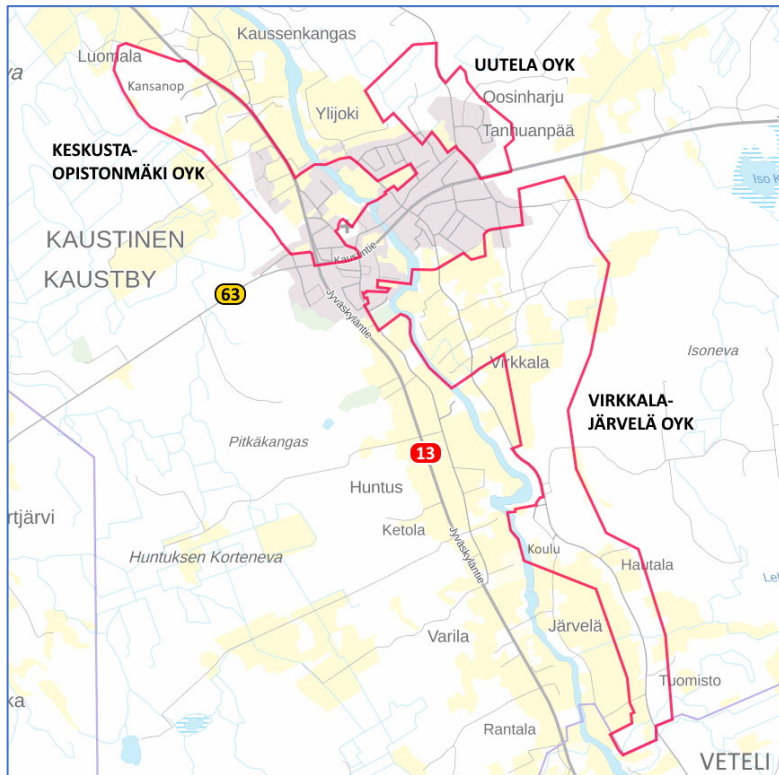 Kaussenkangas
Luomala
va
Kansanop
UUTELA OYK
Oosinharju
Ylijoki
Tanhuanpää
KESKUSTA-
OPISTONMÄKI OYK
Iso K
KAUSTINEN
KAUSTBY
Kaustintie
63
Jyväskyläntie
Virkkala
Isoneva
VIRKKALA-
JÄRVELÄ OYK
Pitkäkangas
13
Huntus
rtjärvi
Ketola
Jyväskyläntie
Koulu
Huntuksen Korteneva
Hautala
Leh
Järvelä
Varila
Tuomisto
ka
Rantala
VETELI